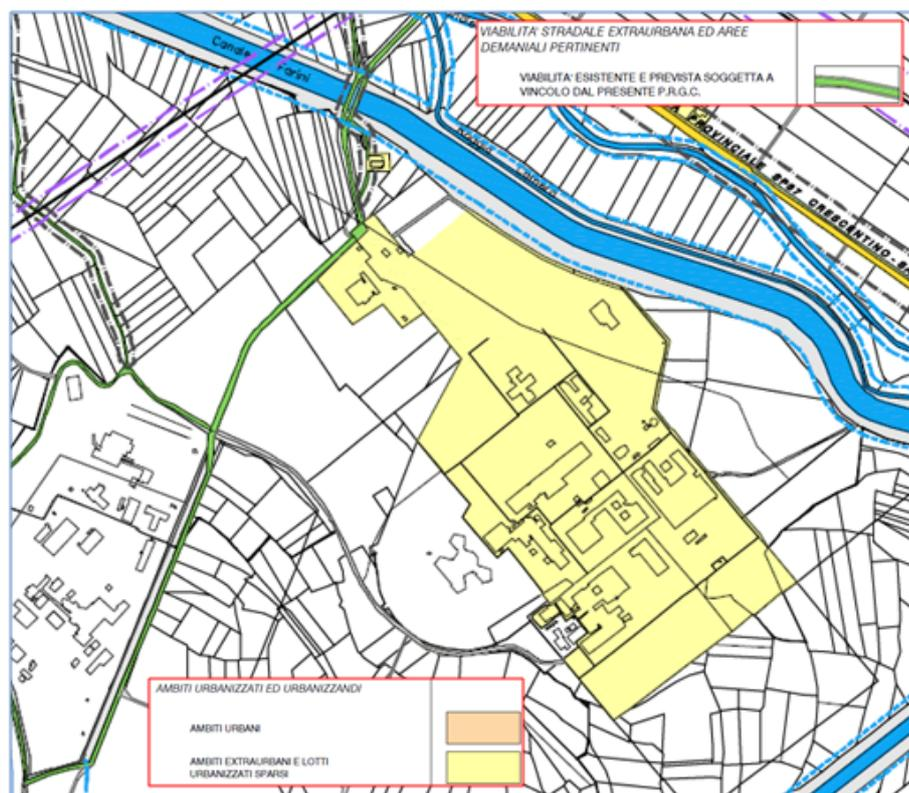 VIABILITA' STRADALE EXTRAURBANA ED AREE
DEMANIALI PERTINENTI
VIABILITA' ESISTENTE E PREVISTA SOGGETTA A
VINCOLO DAL PRESENTE P.R.G.C.
Canale Farini
PROVINCIALE SP67 CRESCENTINO-
AMBITI URBANIZZATI ED URBANIZZANDI
AMBITI URBANI
AMBITI EXTRAURBANI E LOTTI
URBANIZZATI SPARSI